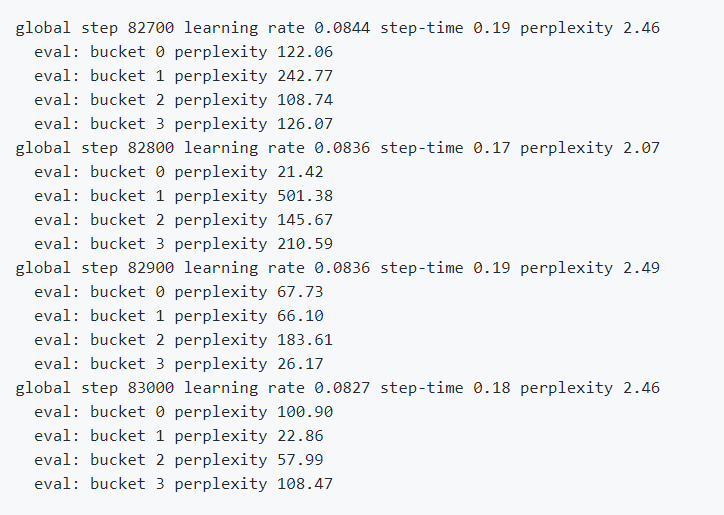 global step 82700 learning rate 0.0844 step-time 0.19 perplexity 2.46
  eval: bucket 0 perplexity 122.06
  eval: bucket 1 perplexity 242.77
  eval: bucket 2 perplexity 108.74
  eval: bucket 3 perplexity 126.07
global step 82800 learning rate 0.0836 step-time 0.17 perplexity 2.07
  eval: bucket 0 perplexity 21.42
  eval: bucket 1 perplexity 501.38
  eval: bucket 2 perplexity 145.67
  eval: bucket 3 perplexity 210.59
global step 82900 learning rate 0.0836 step-time 0.19 perplexity 2.49
  eval: bucket 0 perplexity 67.73
  eval: bucket 1 perplexity 66.10
  eval: bucket 2 perplexity 183.61
  eval: bucket 3 perplexity 26.17
global step 83000 learning rate 0.0827 step-time 0.18 perplexity 2.46
  eval: bucket 0 perplexity 100.90
  eval: bucket 1 perplexity 22.86
  eval: bucket 2 perplexity 57.99
  eval: bucket 3 perplexity 108.47